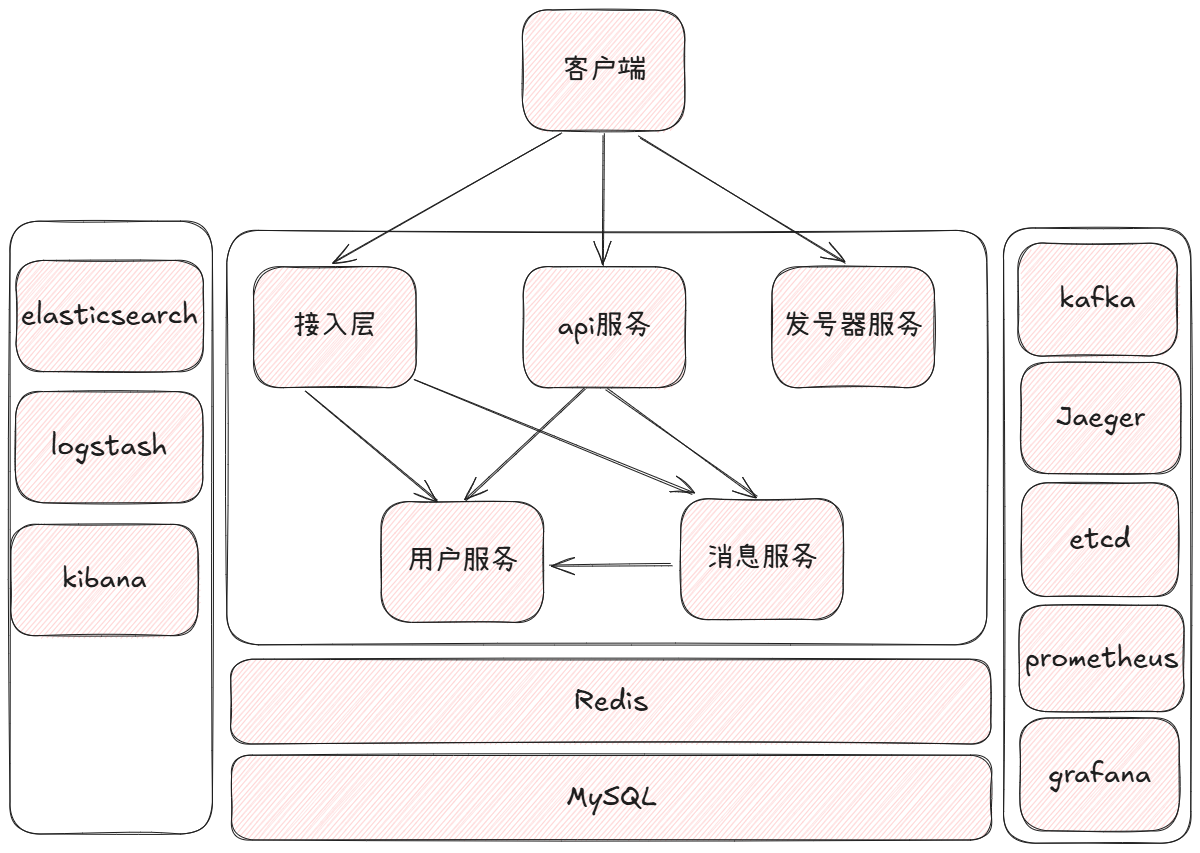 客户端
接入层
api服务
发号器服务
用户服务
消息服务
elasticsearch
logstash
kibana
kafka
Jaeger
etcd
prometheus
grafana
Redis
MySQL